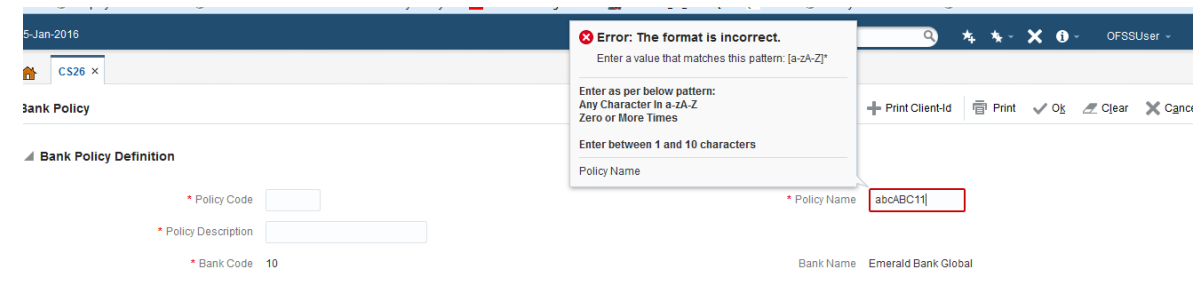 5-Jan-2016
OFSSUser
CS26 ×
Error: The format is incorrect.
Enter a value that matches this pattern: [a-zA-Z]*
Enter as per below pattern:
Any Character In a-zA-Z
Zero or More Times
Enter between 1 and 10 characters
Policy Name
Bank Policy
Print Client-Id Print Ok Clear Cance
Bank Policy Definition
* Policy Code
* Policy Name abcABC11
* Policy Description
* Bank Code 10
Bank Name Emerald Bank Global